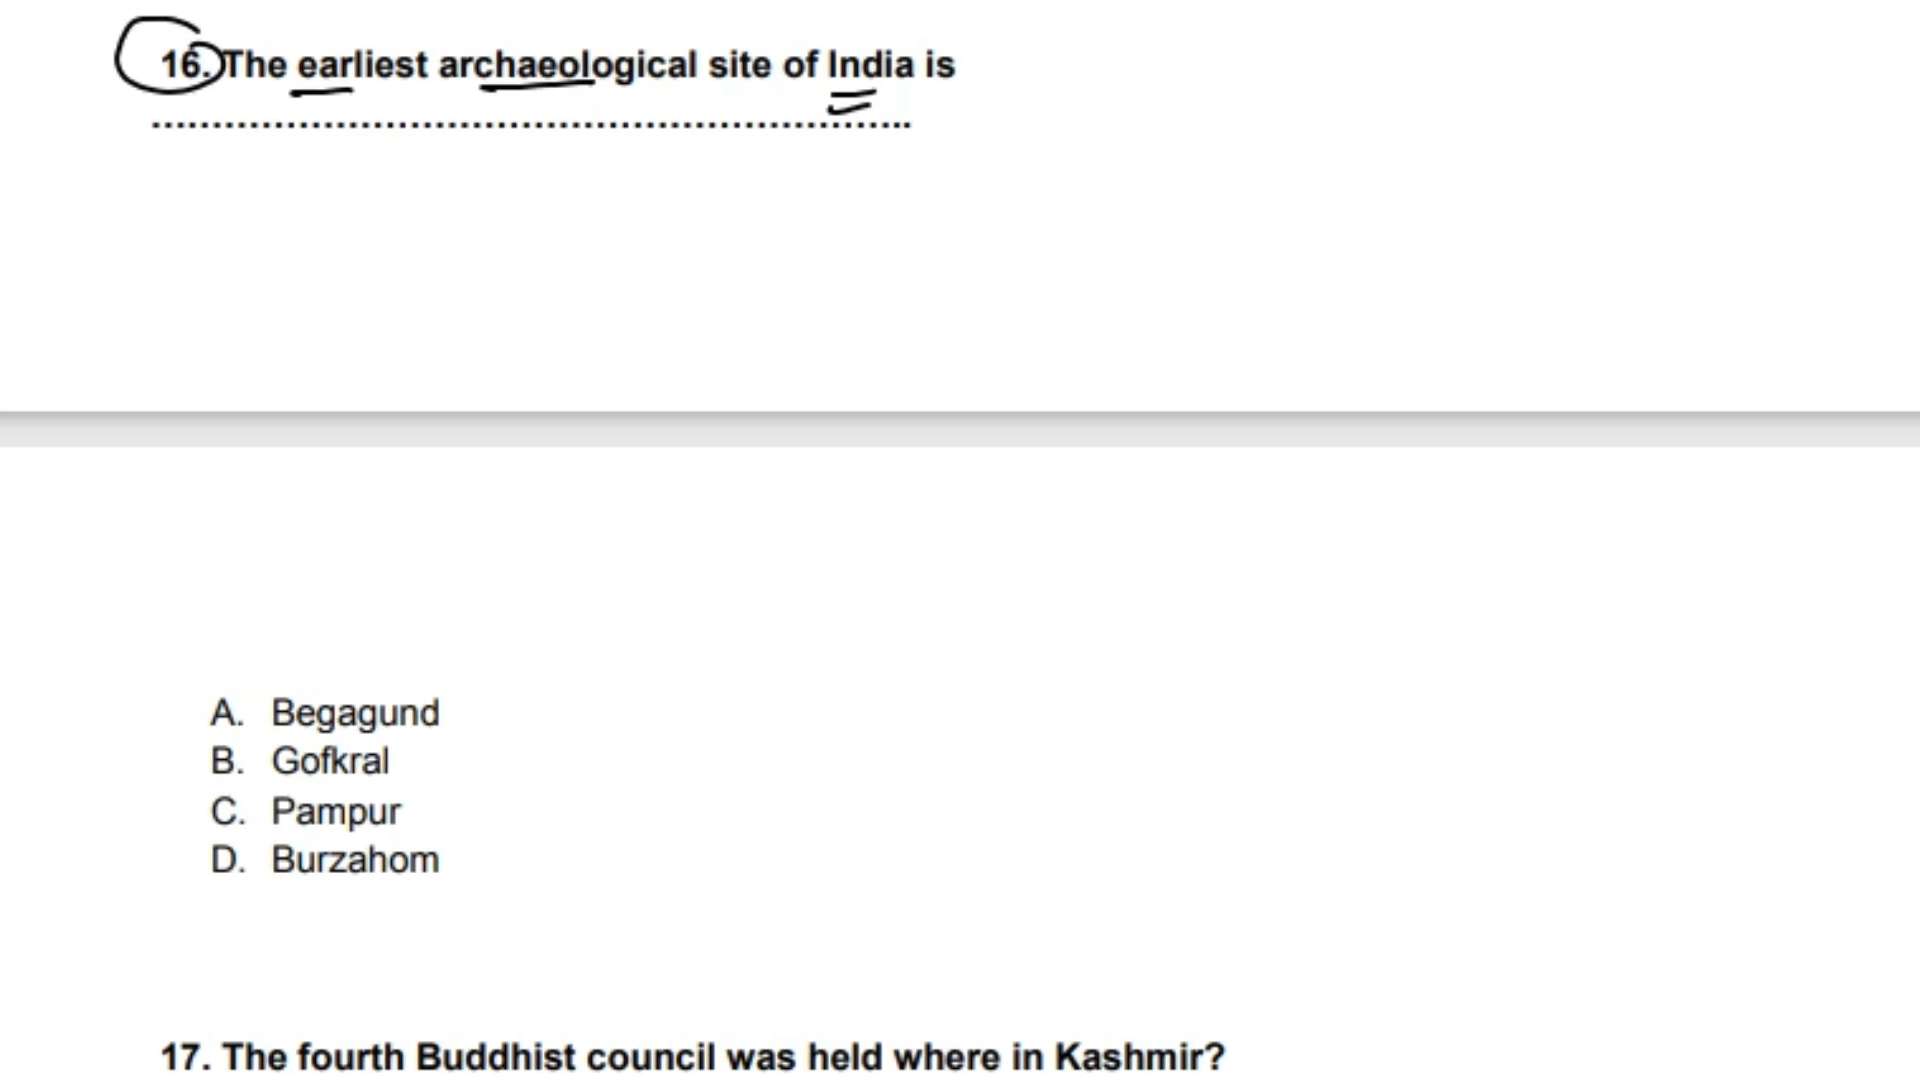 16. The earliest archaeological site of India is
........................................................................
A. Begagund
B. Gofkral
C. Pampur
D. Burzahom
17. The fourth Buddhist council was held where in Kashmir?